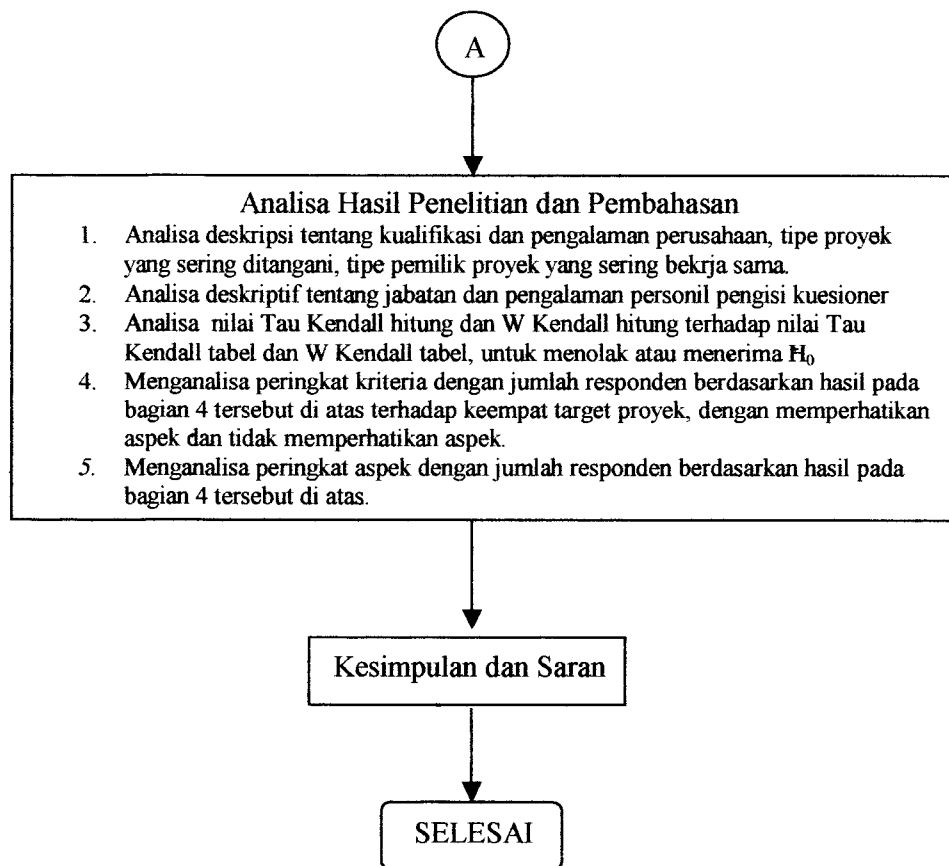 A
Analisa Hasil Penelitian dan Pembahasan
1. Analisa deskripsi tentang kualifikasi dan pengalaman perusahaan, tipe proyek
yang sering ditangani, tipe pemilik proyek yang sering bekrja sama.
2. Analisa deskriptif tentang jabatan dan pengalaman personil pengisi kuesioner
3. Analisa nilai Tau Kendall hitung dan W Kendall hitung terhadap nilai Tau
Kendall tabel dan W Kendall tabel, untuk menolak atau menerima H₀
4. Menganalisa peringkat kriteria dengan jumlah responden berdasarkan hasil pada
bagian 4 tersebut di atas terhadap keempat target proyek, dengan memperhatikan
aspek dan tidak memperhatikan aspek.
5. Menganalisa peringkat aspek dengan jumlah responden berdasarkan hasil pada
bagian 4 tersebut di atas.
Kesimpulan dan Saran
SELESAI